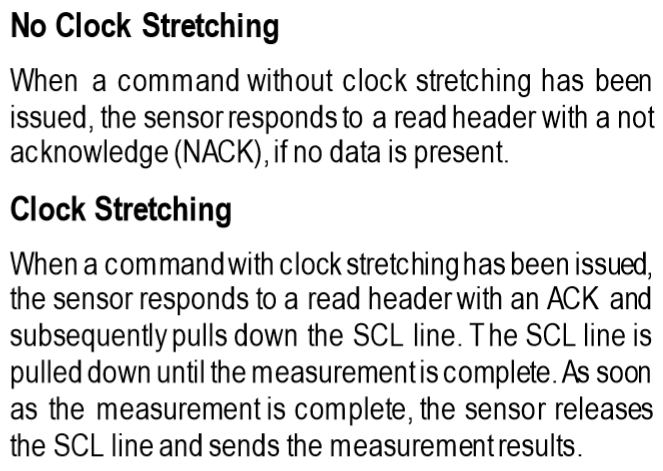 No Clock Stretching
When a command without clock stretching has been
issued, the sensor responds to a read header with a not
acknowledge (NACK), if no data is present.
Clock Stretching
When a command with clock stretching has been issued,
the sensor responds to a read header with an ACK and
subsequently pulls down the SCL line. The SCL line is
pulled down until the measurement is complete. As soon
as the measurement is complete, the sensor releases
the SCL line and sends the measurement results.